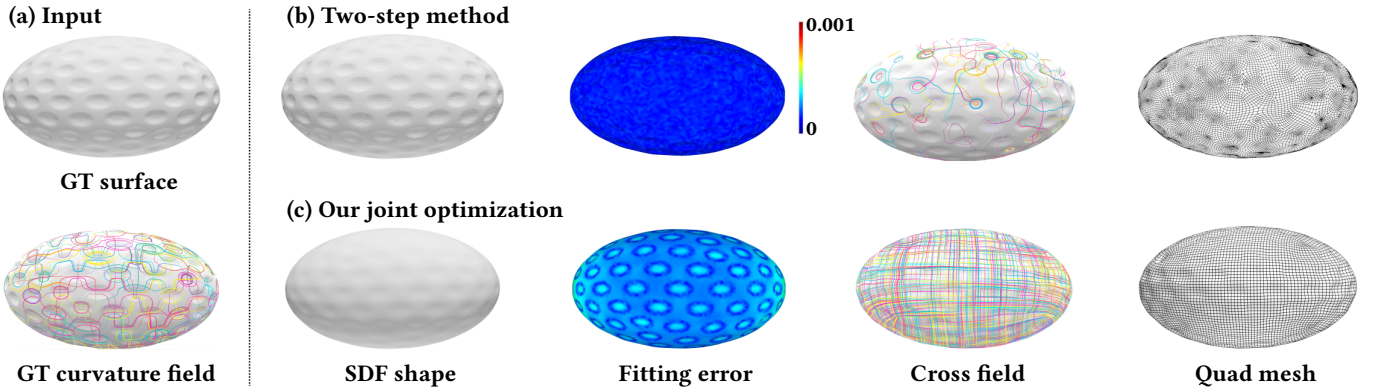 (a) Input
(b) Two-step method
0.001
0
GT surface
(c) Our joint optimization
GT curvature field
SDF shape
Fitting error
Cross field
Quad mesh